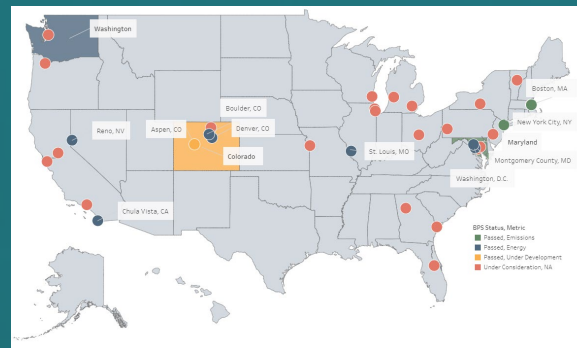 Washington
Boston, MA
Boulder, CO
New York City, NY
Reno, NV
Aspen, CO
Denver, CO
Maryland
St. Louis, MO
Colorado
Montgomery County, MD
Washington, D.C.
Chula Vista, CA
BPS Status, Metric
Passed, Emissions
Passed, Energy
Passed, Under Development
Under Consideration, NA